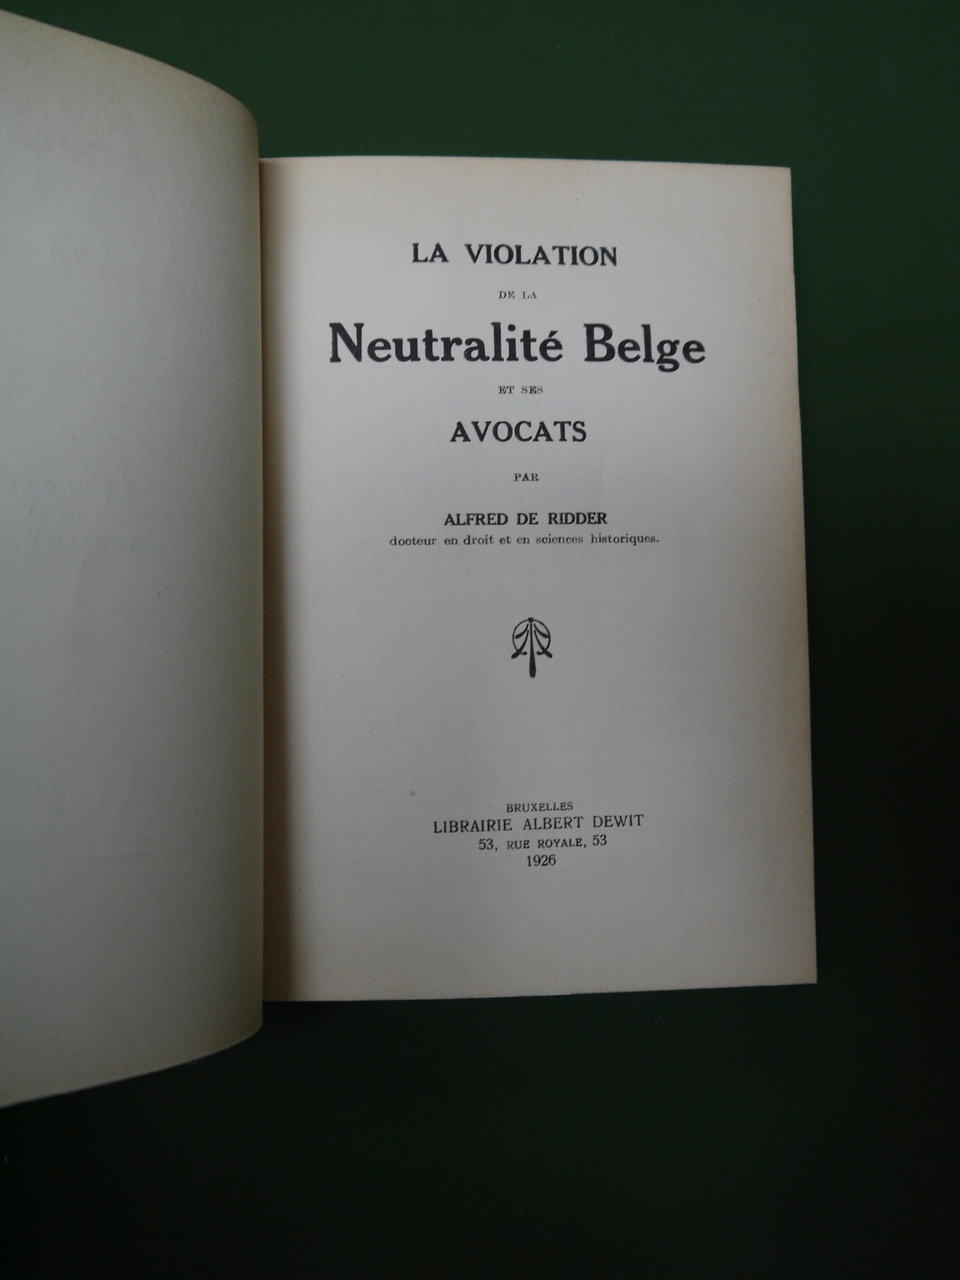 LA VIOLATION
DE LA
Neutralité Belge
ET SES
AVOCATS
PAR
ALFRED DE RIDDER
docteur en droit et en sciences historiques.
BRUXELLES
LIBRAIRIE ALBERT DEWIT
53, RUE ROYALE, 53
1926